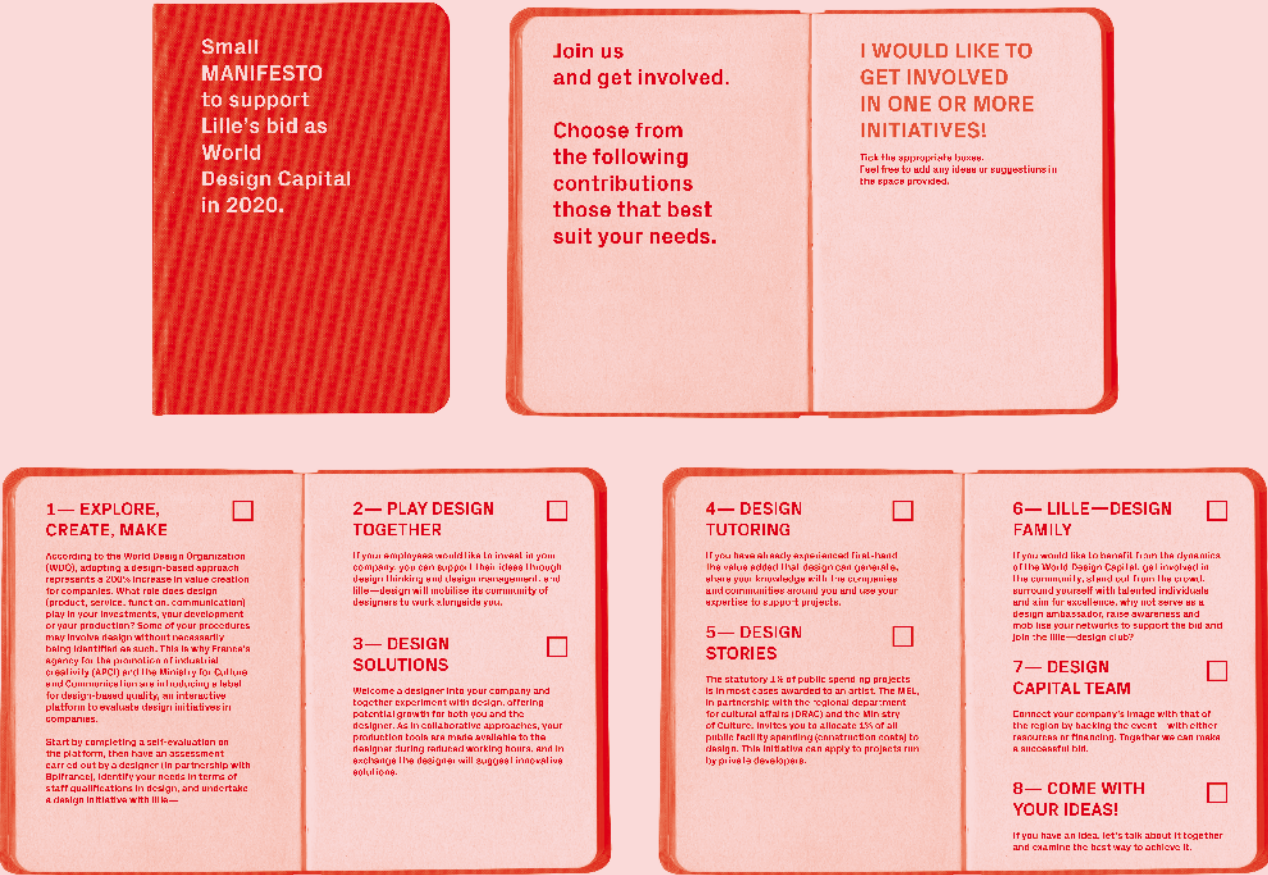 Small
MANIFESTO
to support
Lille's bid as
World
Design Capital
in 2020.
Join us
and get involved.
Choose from
the following
contributions
those that best
suit your needs.
I WOULD LIKE TO
GET INVOLVED
IN ONE OR MORE
INITIATIVES!
Tick the appropriate boxes.
Feel free to add any ideas or suggestions in
the space provided.
1— EXPLORE,
CREATE, MAKE
According to the World Design Organization
(WDO), adopting a design-based approach
represents a 200% increase in value creation
for companies. What role does design
(product, service, function, communication)
play in your investments, your development
or your production? Some of your procedures
may involve design without necessarily
being identified as such. This is why France's
agency for the promotion of industrial
creativity (APCI) and the Ministry for Culture
and Communication are introducing a label
for design-based quality, an interactive
platform to evaluate design initiatives in
companies.
Start by completing a self-evaluation on
the platform, then have an assessment
carried out by a designer (in partnership with
Bpifrance), identify your needs in terms of
staff qualifications in design, and undertake
a design initiative with lille—
2— PLAY DESIGN
TOGETHER
If your employees would like to invest in your
company, you can support their ideas through
design thinking and design management, and
lille—design will mobilise its community of
designers to work alongside you.
3— DESIGN
SOLUTIONS
Welcome a designer into your company and
together experiment with design, offering
potential growth for both you and the
designer. As in collaborative approaches, your
production tools are made available to the
designer during reduced working hours, and in
exchange the designer will suggest innovative
solutions.
4— DESIGN
TUTORING
If you have already experienced first-hand
the value added that design can generate,
share your knowledge with the companies
and communities around you and use your
expertise to support projects.
5— DESIGN
STORIES
The statutory 1% of public spending projects
is in most cases awarded to an artist. The MEL,
in partnership with the regional department
for cultural affairs (DRAC) and the Ministry
of Culture, invites you to allocate 1% of all
public facility spending (construction costs) to
design. This initiative can apply to projects run
by private developers.
6— LILLE—DESIGN
FAMILY
If you would like to benefit from the dynamics
of the World Design Capital, get involved in
the community, stand out from the crowd,
surround yourself with talented individuals
and aim for excellence, why not serve as a
design ambassador, raise awareness and
mobilise your networks to support the bid and
join the lille—design club?
7— DESIGN
CAPITAL TEAM
Connect your company's image with that of
the region by backing the event with either
resources or financing. Together we can make
a successful bid.
8— COME WITH
YOUR IDEAS!
If you have an idea, let's talk about it together
and examine the best way to achieve it.